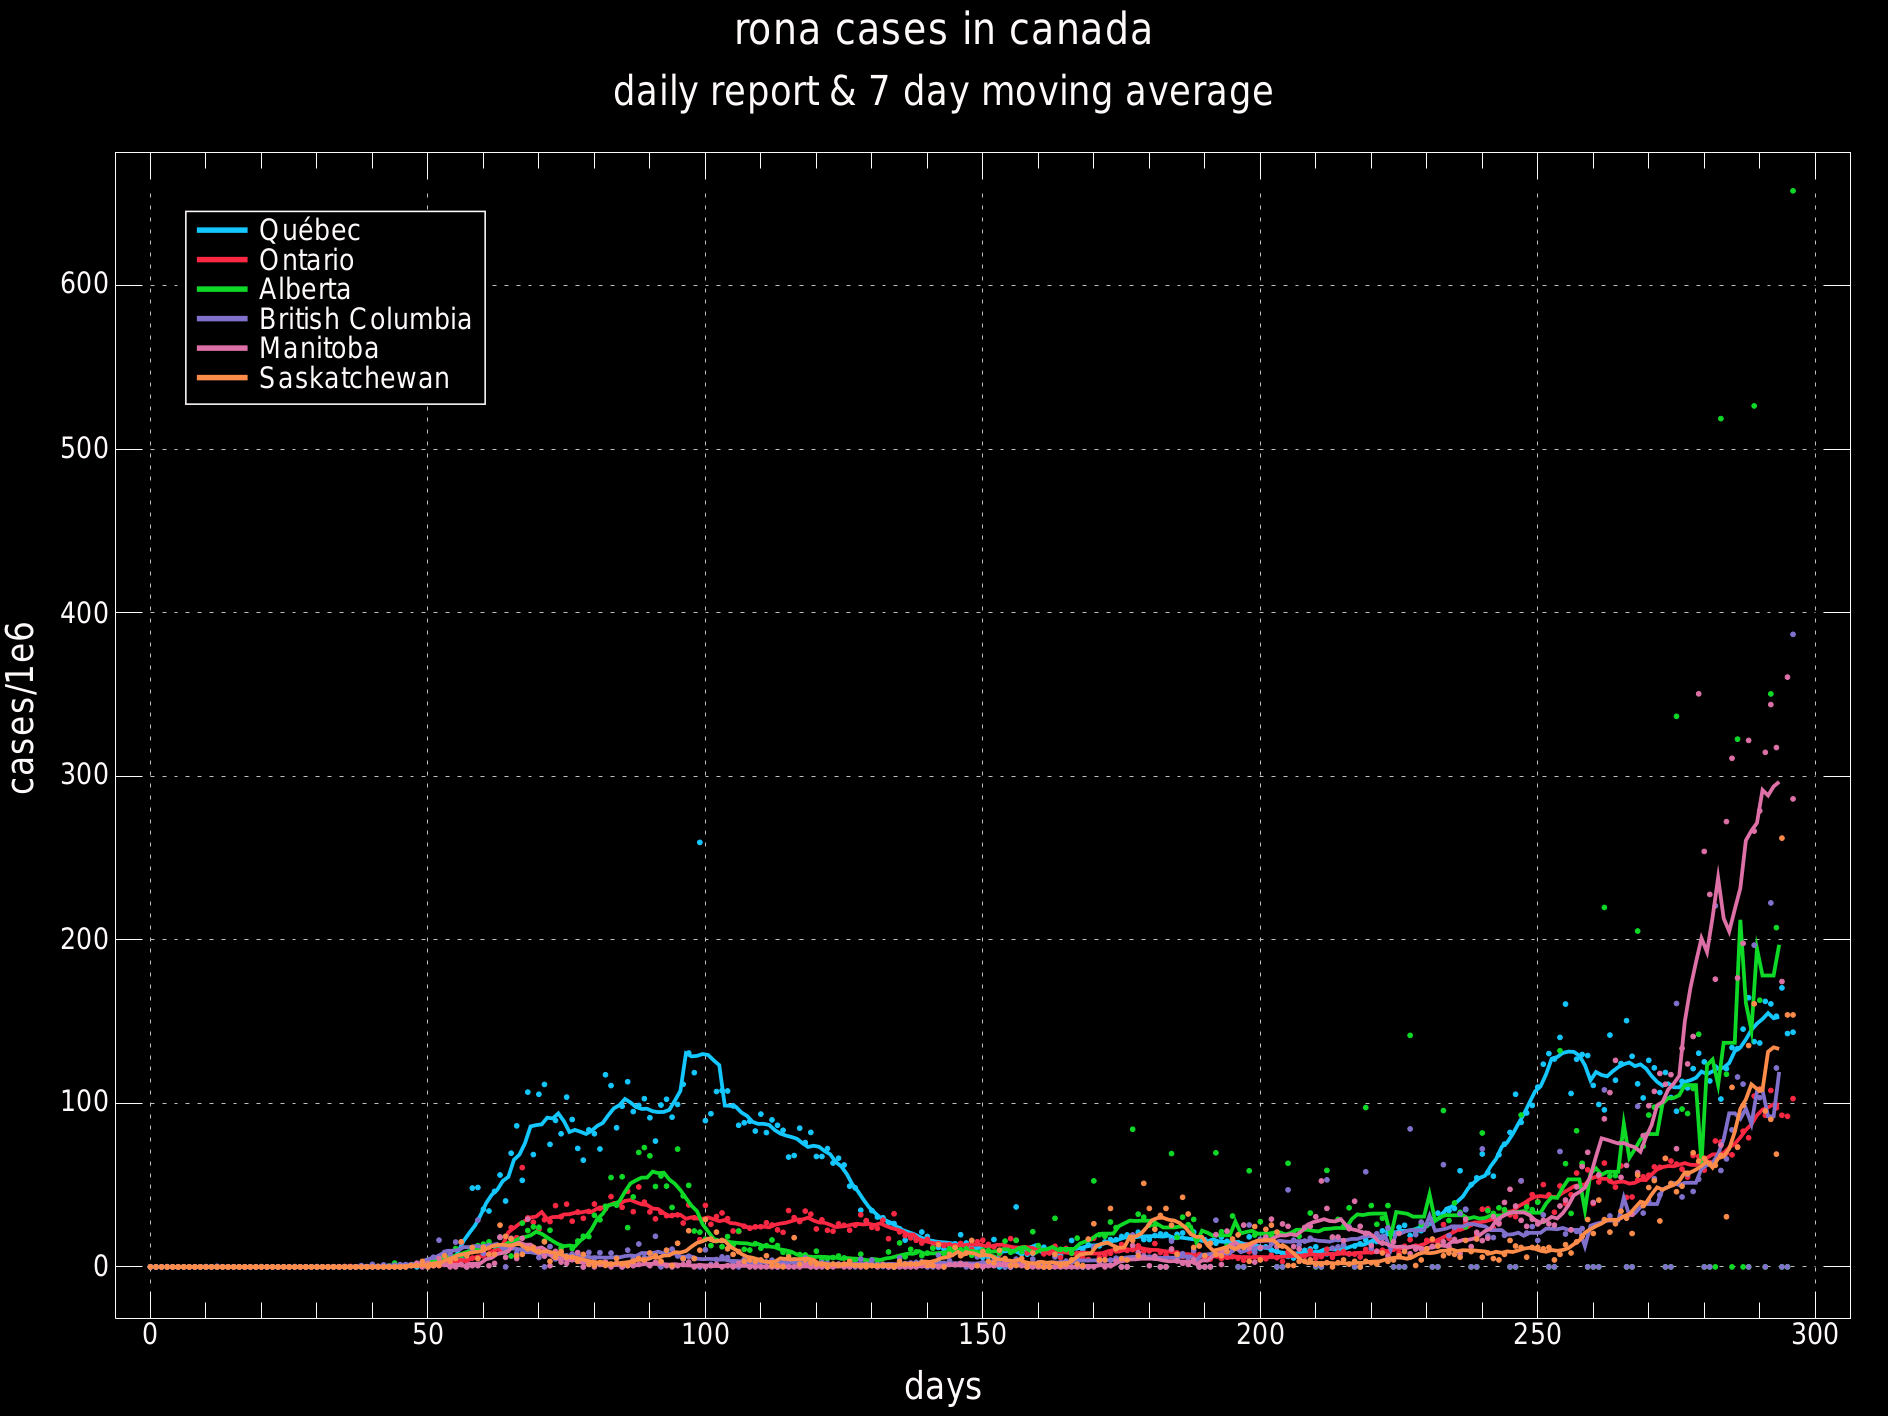 rona cases in canada
daily report & 7 day moving average
Québec
Ontario
Alberta
British Columbia
Manitoba
Saskatchewan
600
500
400
300
200
100
0
cases/1e6
0 50 100 150 200 250 300
days